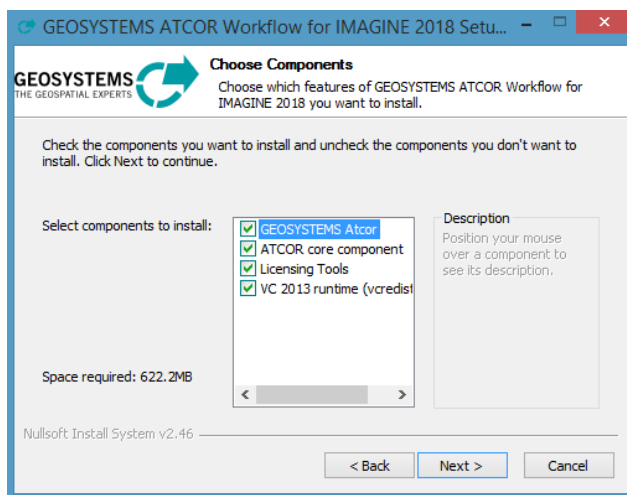 GEOSYSTEMS ATCOR Workflow for IMAGINE 2018 Setu...
GEOSYSTEMS
THE GEOSPATIAL EXPERTS
Choose Components
Choose which features of GEOSYSTEMS ATCOR Workflow for
IMAGINE 2018 you want to install.
Check the components you want to install and uncheck the components you don't want to
install. Click Next to continue.
Select components to install:
GEOSYSTEMS Atcor
ATCOR core component
Licensing Tools
VC 2013 runtime (vcredist
Description
Position your mouse
over a component to
see its description.
Space required: 622.2MB
Nullsoft Install System v2.46
< Back
Next >
Cancel